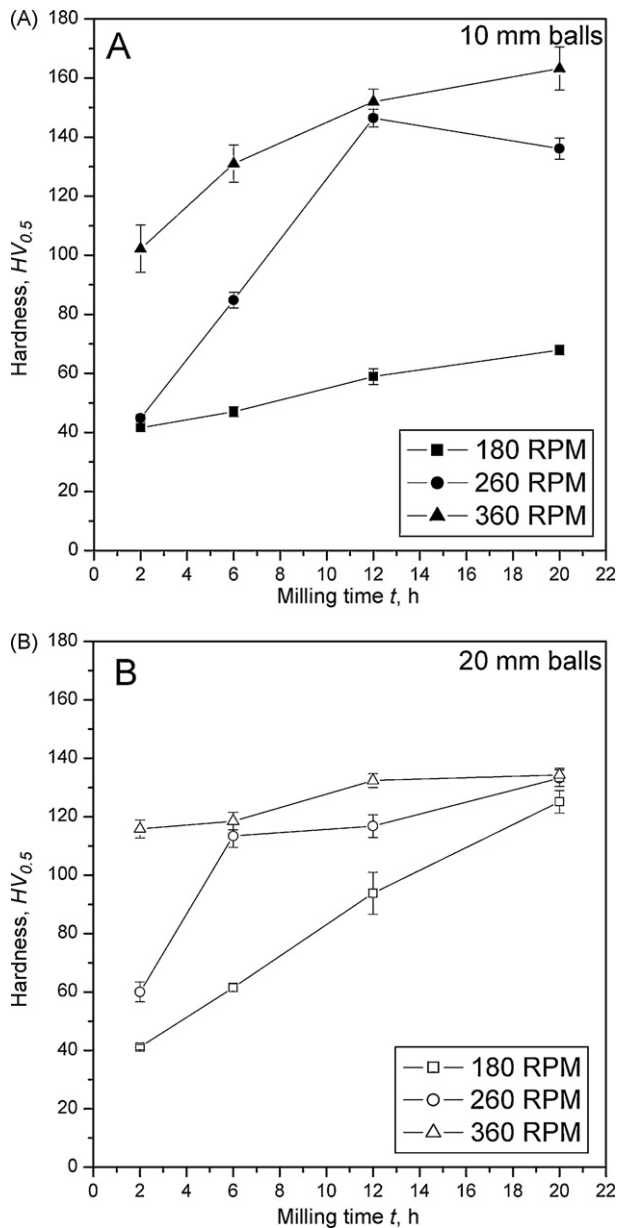 (A)
A
10 mm balls
180
160
140
120
100
80
60
40
20
0
Hardness, HV0.5
180 RPM
260 RPM
360 RPM
0 2 4 6 8 10 12 14 16 18 20 22
Milling time t, h
(B)
B
20 mm balls
180
160
140
120
100
80
60
40
20
0
Hardness, HV0.5
180 RPM
260 RPM
360 RPM
0 2 4 6 8 10 12 14 16 18 20 22
Milling time t, h